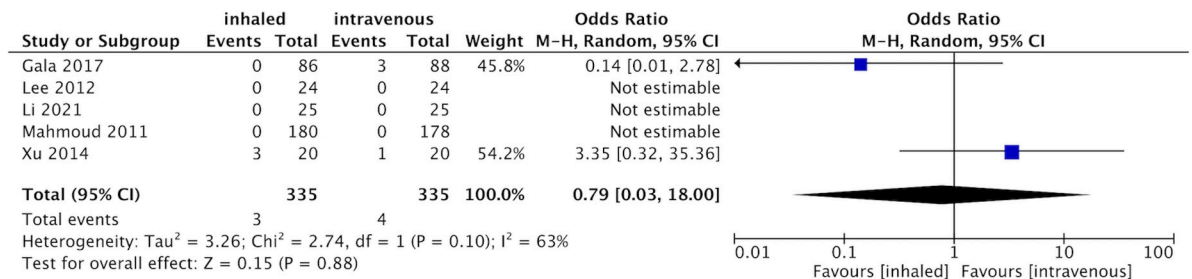 inhaled intravenous Odds Ratio Odds Ratio
Study or Subgroup Events Total Events Total Weight M-H, Random, 95% CI M-H, Random, 95% CI
Gala 2017 0 86 3 88 45.8% 0.14 [0.01, 2.78]
Lee 2012 0 24 0 24 Not estimable
Li 2021 0 25 0 25 Not estimable
Mahmoud 2011 0 180 0 178 Not estimable
Xu 2014 3 20 1 20 54.2% 3.35 [0.32, 35.36]
Total (95% CI) 335 335 100.0% 0.79 [0.03, 18.00]
Total events 3 4
Heterogeneity: Tau² = 3.26; Chi² = 2.74, df = 1 (P = 0.10); I² = 63%
Test for overall effect: Z = 0.15 (P = 0.88)
0.01 0.1 1 10 100
Favours [inhaled] Favours [intravenous]